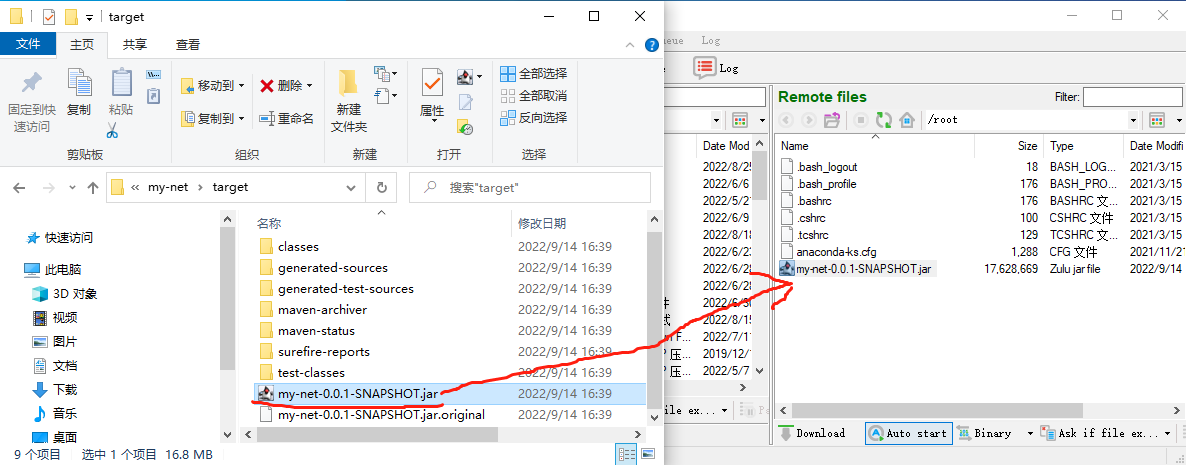 target
文件
主页
共享
查看
固定到快
速访问
复制
粘贴
剪贴板
移动到
复制到
删除
重命名
组织
新建
文件夹
新建
属性
打开
全部选择
全部取消
反向选择
选择
« my-net › target
搜索"target"
快速访问
此电脑
3D 对象
视频
图片
文档
下载
音乐
桌面
名称 修改日期
classes 2022/9/14 16:39
generated-sources 2022/9/14 16:39
generated-test-sources 2022/9/14 16:39
maven-archiver 2022/9/14 16:39
maven-status 2022/9/14 16:39
surefire-reports 2022/9/14 16:39
test-classes 2022/9/14 16:39
my-net-0.0.1-SNAPSHOT.jar 2022/9/14 16:39
my-net-0.0.1-SNAPSHOT.jar.original 2022/9/14 16:39
9 个项目 选中 1 个项目 16.8 MB
Log
Log
Date Mod
2022/8/25
2022/6/6
2022/5/2
2022/6/9
2022/8/18
2022/6/23
2022/6/28
2022/6/28
件 2022/6/30
式 2022/8/15
F... 2022/7/11
P 压... 2019/12/
P 压... 2022/5/7
ile ex...
Remote files Filter:
/root
Name Size Type Date Modifi
.bash_logout 18 BASH_LOG... 2021/3/15
.bash_profile 176 BASH_PRO... 2021/3/15
.bashrc 176 BASHRC 文... 2021/3/15
.cshrc 100 CSHRC 文件 2021/3/15
.tcshrc 129 TCSHRC 文... 2021/3/15
anaconda-ks.cfg 1,288 CFG 文件 2021/11/21
my-net-0.0.1-SNAPSHOT.jar 17,628,669 Zulu jar file 2022/9/14
Download Auto start Binary Ask if file ex...